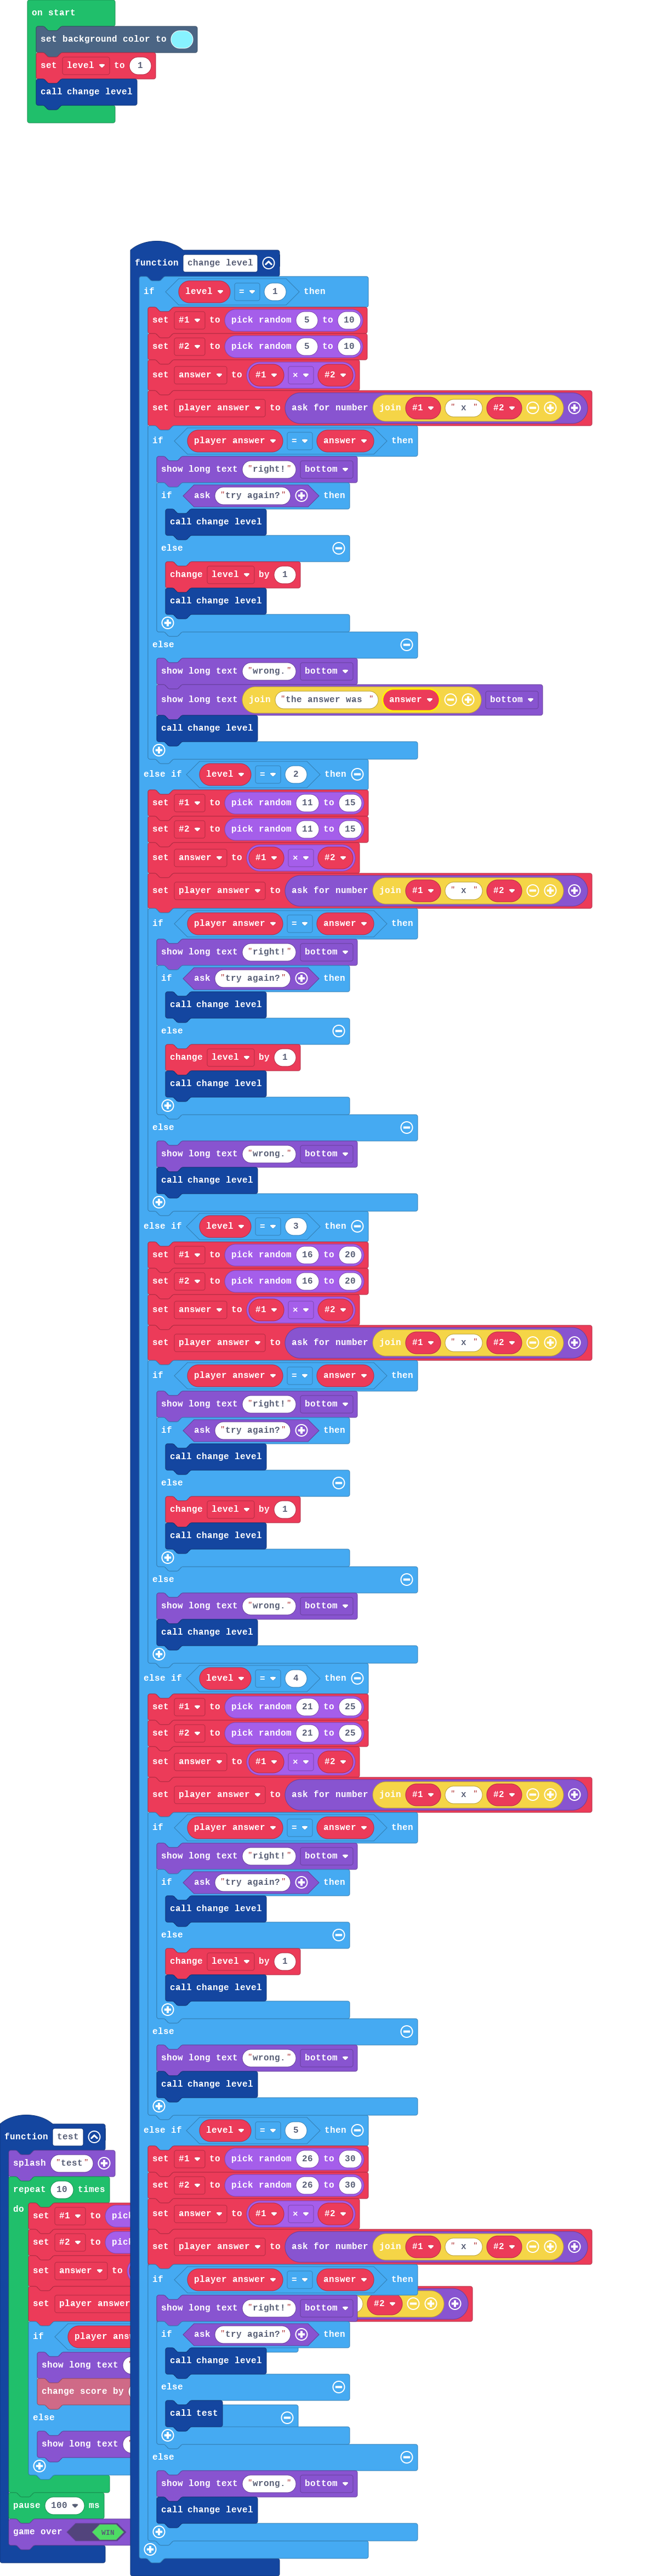 on start
set background color to
set level to 1
call change level
function change level
if level = 1 then
set #1 to pick random 5 to 10
set #2 to pick random 5 to 10
set answer to #1 × #2
set player answer to ask for number join #1 " x " #2
if player answer = answer then
show long text "right!" bottom
if ask "try again?" then
call change level
else
change level by 1
call change level
else
show long text "wrong." bottom
show long text join "the answer was " answer bottom
call change level
else if level = 2 then
set #1 to pick random 11 to 15
set #2 to pick random 11 to 15
set answer to #1 × #2
set player answer to ask for number join #1 " x " #2
if player answer = answer then
show long text "right!" bottom
if ask "try again?" then
call change level
else
change level by 1
call change level
else
show long text "wrong." bottom
call change level
else if level = 3 then
set #1 to pick random 16 to 20
set #2 to pick random 16 to 20
set answer to #1 × #2
set player answer to ask for number join #1 " x " #2
if player answer = answer then
show long text "right!" bottom
if ask "try again?" then
call change level
else
change level by 1
call change level
else
show long text "wrong." bottom
call change level
else if level = 4 then
set #1 to pick random 21 to 25
set #2 to pick random 21 to 25
set answer to #1 × #2
set player answer to ask for number join #1 " x " #2
if player answer = answer then
show long text "right!" bottom
if ask "try again?" then
call change level
else
change level by 1
call change level
else
show long text "wrong." bottom
call change level
else if level = 5 then
set #1 to pick random 26 to 30
set #2 to pick random 26 to 30
set answer to #1 × #2
set player answer to ask for number join #1 " x " #2
if player answer = answer then
show long text "right!" bottom
if ask "try again?" then
call change level
else
call test
else
show long text "wrong." bottom
call change level
function test
splash "test"
repeat 10 times
do
set #1 to
set #2 to
set answer to
set player answer #2
if player
show long text
change score by
else
show long text
pause 100 ms
game over WIN